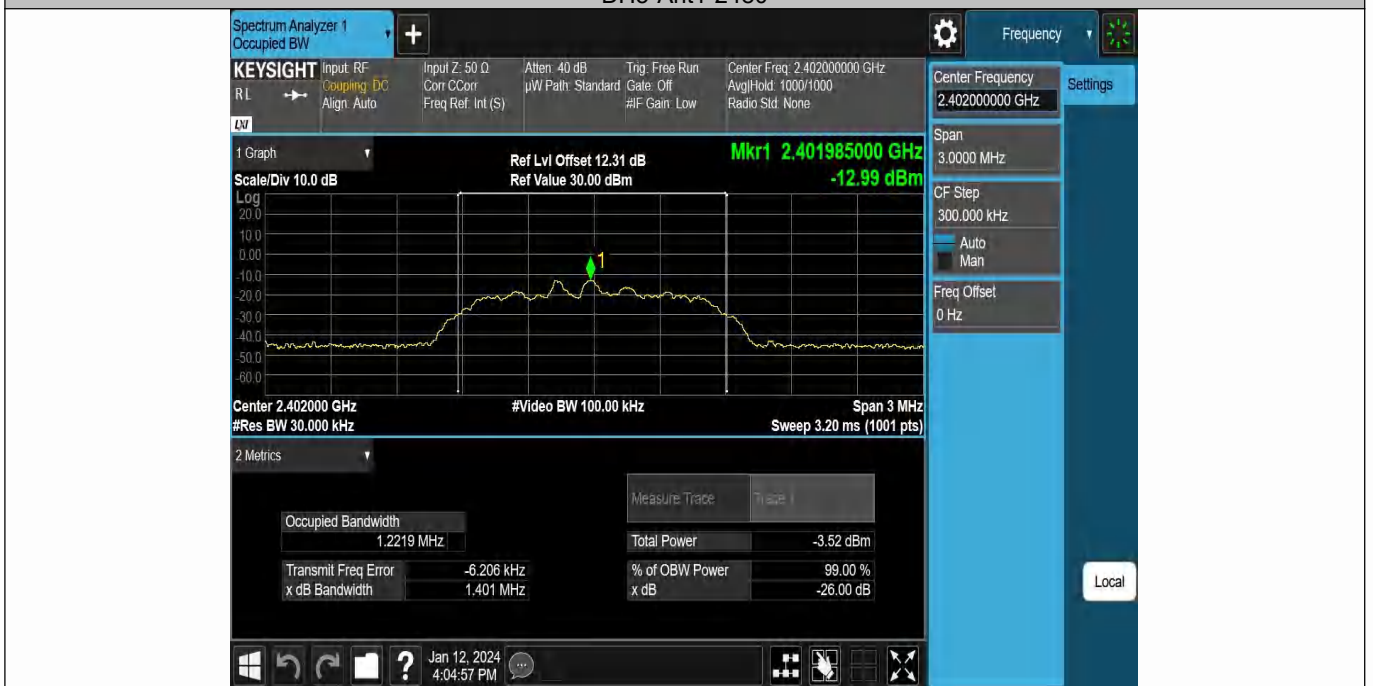 Spectrum Analyzer 1
Occupied BW
Frequency
KEYSIGHT
RL
LXI
Input: RF
Coupling: DC
Align: Auto
Input Z: 50 Ω
Corr CCorr
Freq Ref: Int (S)
Atten: 40 dB
µW Path: Standard
Trig: Free Run
Gate: Off
#IF Gain: Low
Center Freq: 2.402000000 GHz
Avg|Hold: 1000/1000
Radio Std: None
Center Frequency
2.402000000 GHz
Settings
Span
3.0000 MHz
CF Step
300.000 kHz
Auto
Man
Freq Offset
0 Hz
1 Graph
Scale/Div 10.0 dB
Ref Lvl Offset 12.31 dB
Ref Value 30.00 dBm
Mkr1 2.401985000 GHz
-12.99 dBm
Log
20.0
10.0
0.00
-10.0
-20.0
-30.0
-40.0
-50.0
-60.0
1
Center 2.402000 GHz
#Video BW 100.00 kHz
Span 3 MHz
#Res BW 30.000 kHz
Sweep 3.20 ms (1001 pts)
2 Metrics
Measure Trace
Trace 1
Occupied Bandwidth
1.2219 MHz
Total Power
-3.52 dBm
Transmit Freq Error
-6.206 kHz
% of OBW Power
99.00 %
x dB Bandwidth
1.401 MHz
x dB
-26.00 dB
Local
Jan 12, 2024
4:04:57 PM